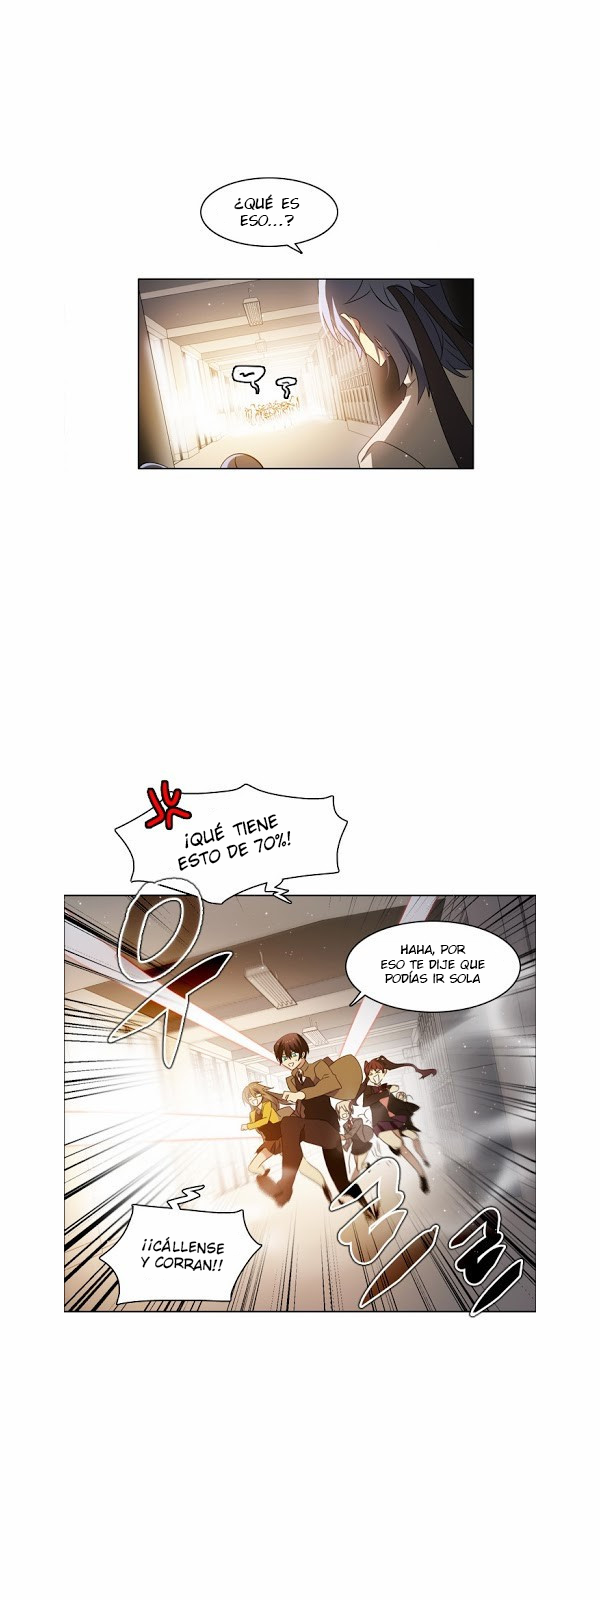 ¿QUÉ ES
ESO...?
¡QUÉ TIENE
ESTO DE 70%!
HAHA, POR
ESO TE DIJE QUE
PODÍAS IR SOLA
¡¡CÁLLENSE
Y CORRAN!!